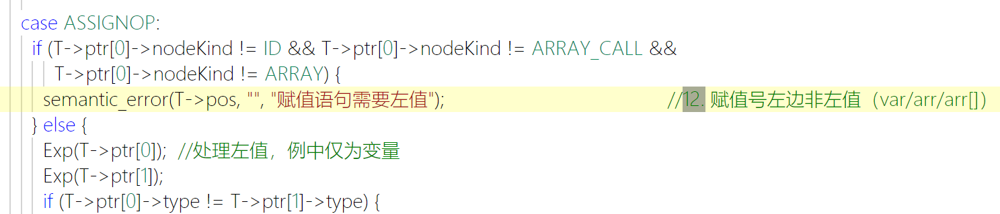 case ASSIGNOP:
if (T->ptr[0]->nodeKind != ID && T->ptr[0]->nodeKind != ARRAY_CALL &&
T->ptr[0]->nodeKind != ARRAY) {
semantic_error(T->pos, "", "赋值语句需要左值"); //12. 赋值号左边非左值（var/arr/arr[]）
} else {
Exp(T->ptr[0]); //处理左值，例中仅为变量
Exp(T->ptr[1]);
if (T->ptr[0]->type != T->ptr[1]->type) {